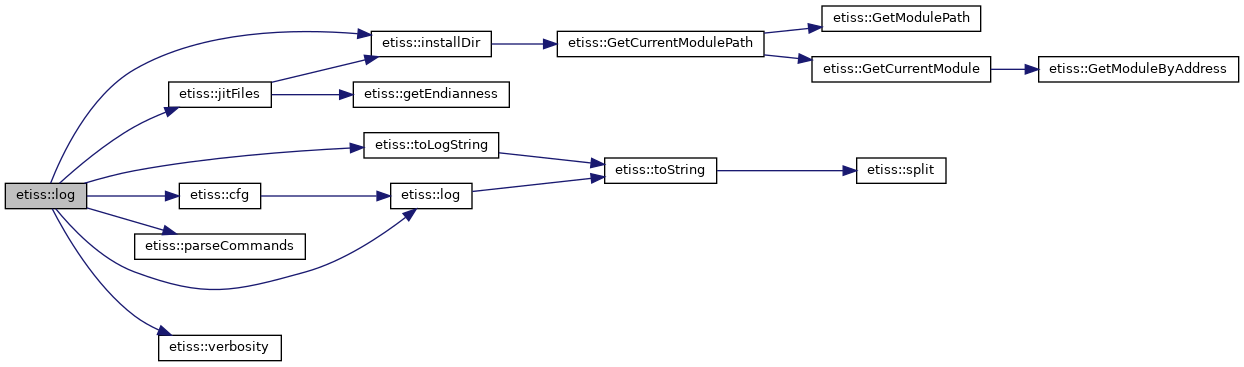 etiss::GetModulePath
etiss::installDir
etiss::GetCurrentModulePath
etiss::GetCurrentModule
etiss::GetModuleByAddress
etiss::jitFiles
etiss::getEndianness
etiss::toLogString
etiss::toString
etiss::split
etiss::log
etiss::cfg
etiss::log
etiss::parseCommands
etiss::verbosity